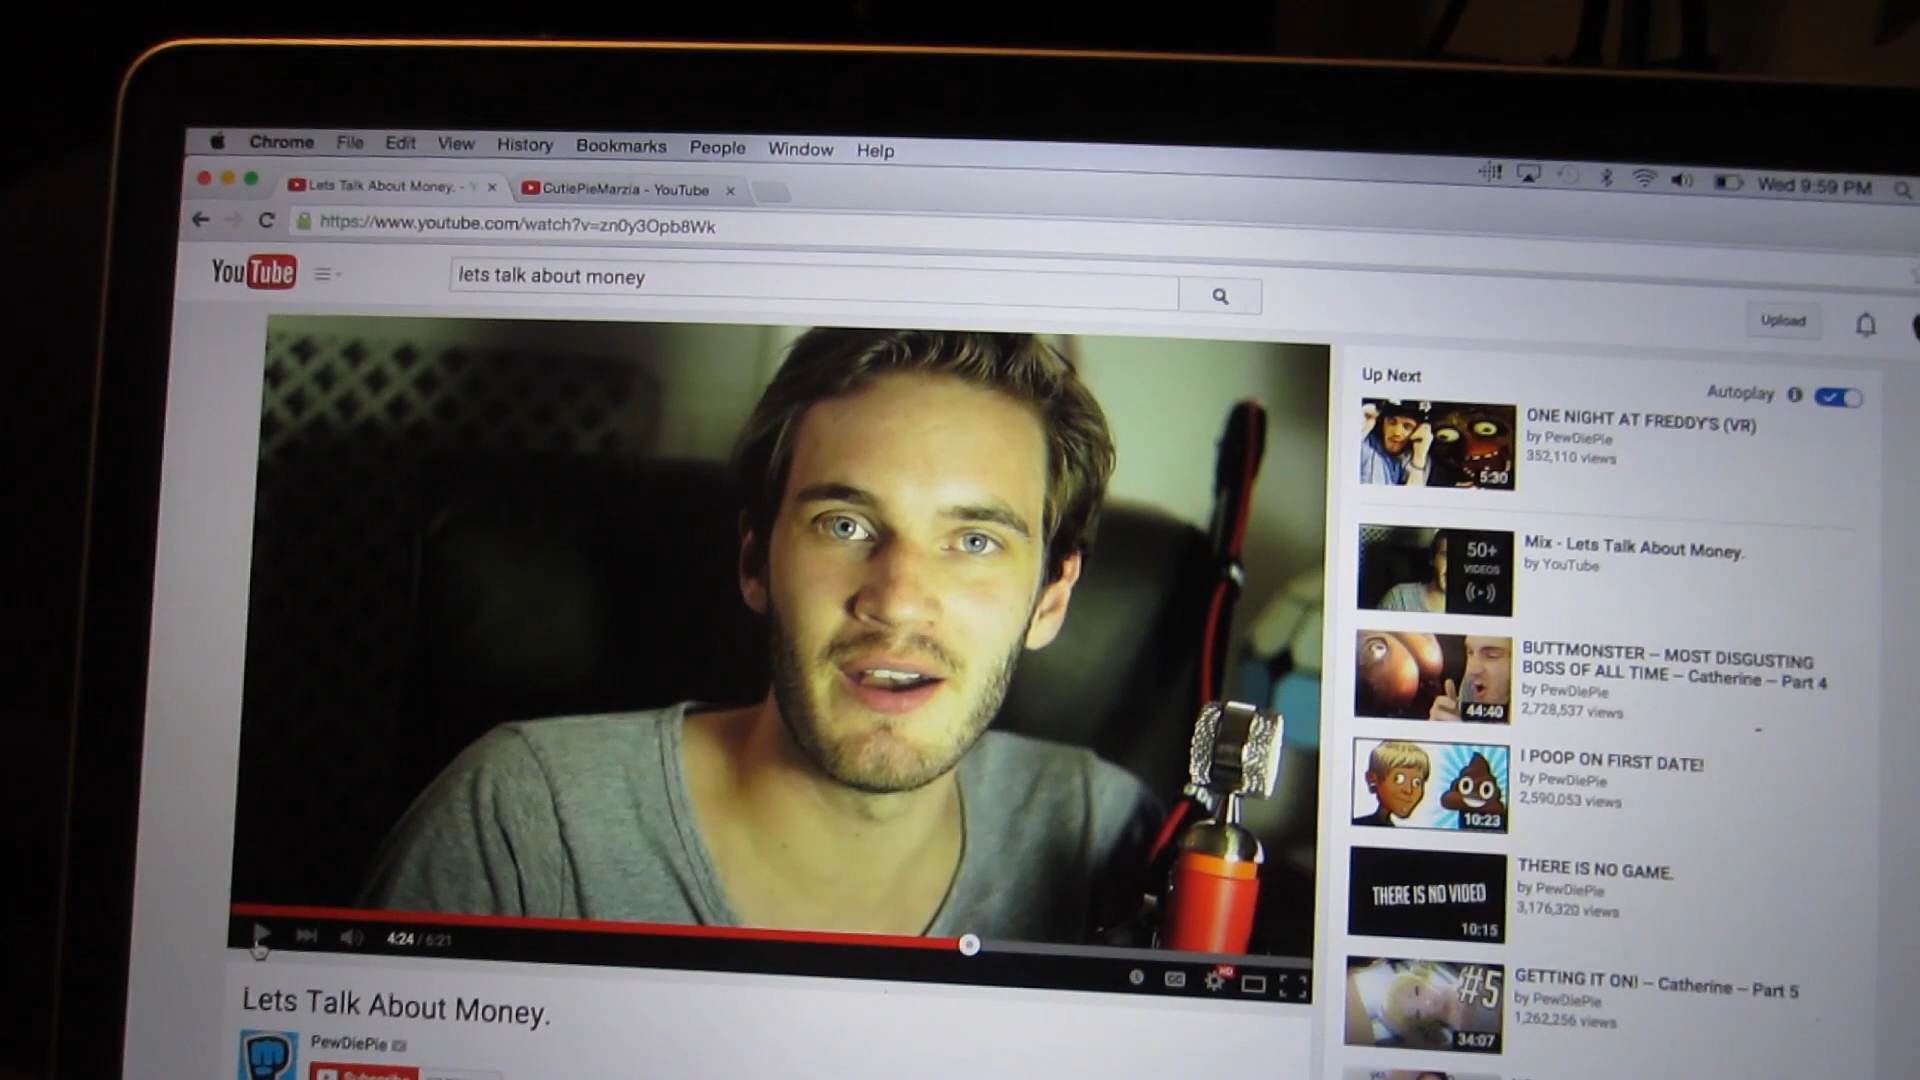 Chrome File Edit View History Bookmarks People Window Help
Wed 9:59 PM
Lets Talk About Money. -
CutiePieMarzia - YouTube
https://www.youtube.com/watch?v=zn0y3Opb8Wk
YouTube
lets talk about money
Upload
Up Next
Autoplay
ONE NIGHT AT FREDDY'S (VR)
by PewDiePie
352,110 views
5:30
Mix - Lets Talk About Money.
by YouTube
50+
VIDEOS
BUTTMONSTER – MOST DISGUSTING
BOSS OF ALL TIME – Catherine – Part 4
by PewDiePie
2,728,537 views
44:40
I POOP ON FIRST DATE!
by PewDiePie
2,590,053 views
10:23
THERE IS NO GAME.
by PewDiePie
3,176,320 views
THERE IS NO VIDEO
10:15
GETTING IT ON! – Catherine – Part 5
by PewDiePie
1,262,256 views
#5
34:07
4:24 / 6:21
CC
HD
Lets Talk About Money.
PewDiePie
Subscribe